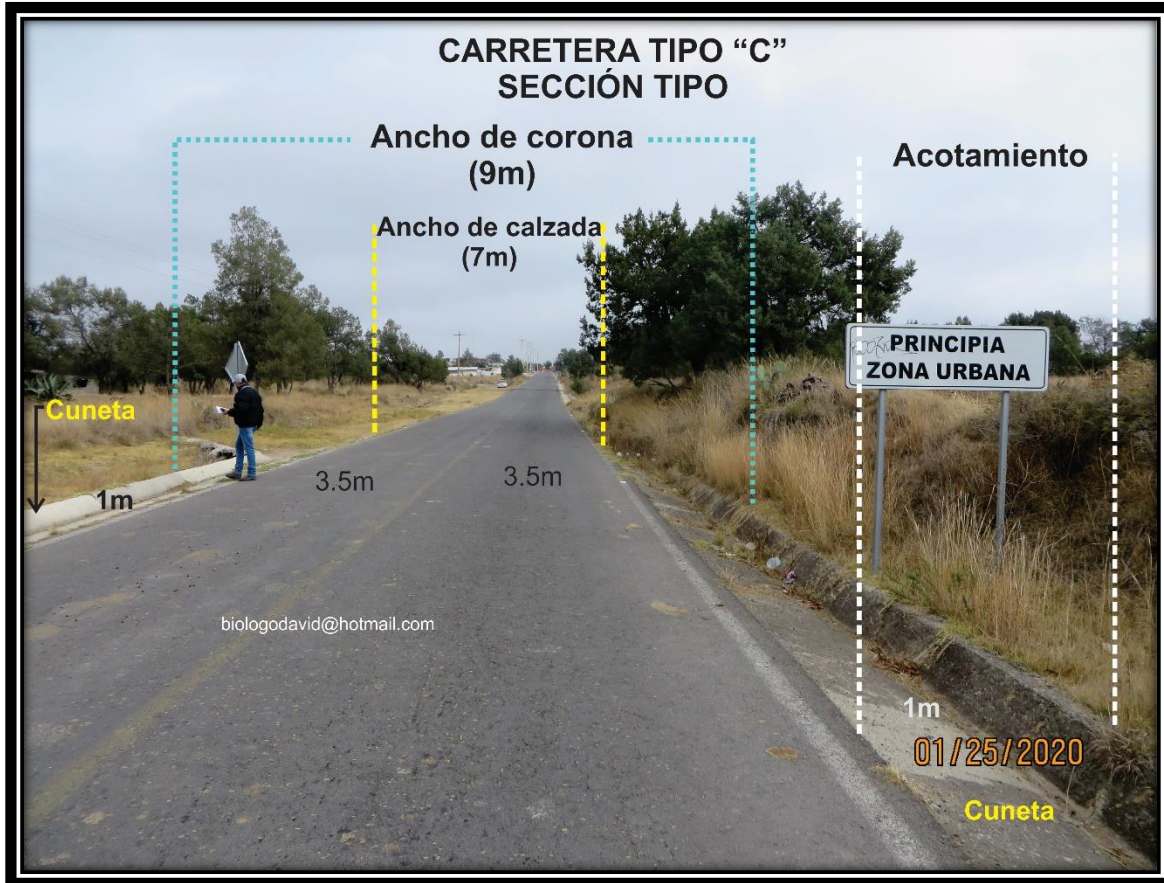 CARRETERA TIPO “C”
SECCIÓN TIPO
Ancho de corona
(9m)
Acotamiento
Ancho de calzada
(7m)
PRINCIPIA
ZONA URBANA
Cuneta
1m
3.5m
3.5m
biologodavid@hotmail.com
1m
01/25/2020
Cuneta